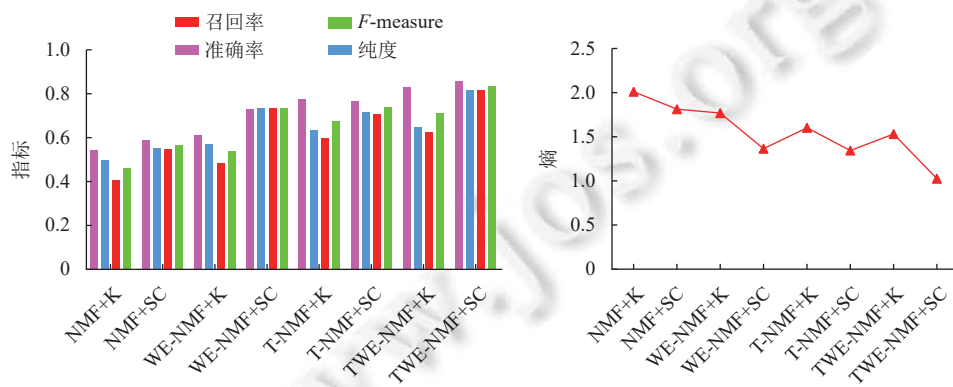 召回率 F-measure
准确率 纯度
1.0
0.8
0.6
0.4
0.2
0
指标
NMF+K
NMF+SC
WE-NMF+K
WE-NMF+SC
T-NMF+K
T-NMF+SC
TWE-NMF+K
TWE-NMF+SC
2.5
2.0
1.5
1.0
0.5
0
熵
NMF+K
NMF+SC
WE-NMF+K
WE-NMF+SC
T-NMF+K
T-NMF+SC
TWE-NMF+K
TWE-NMF+SC
www.jos.org